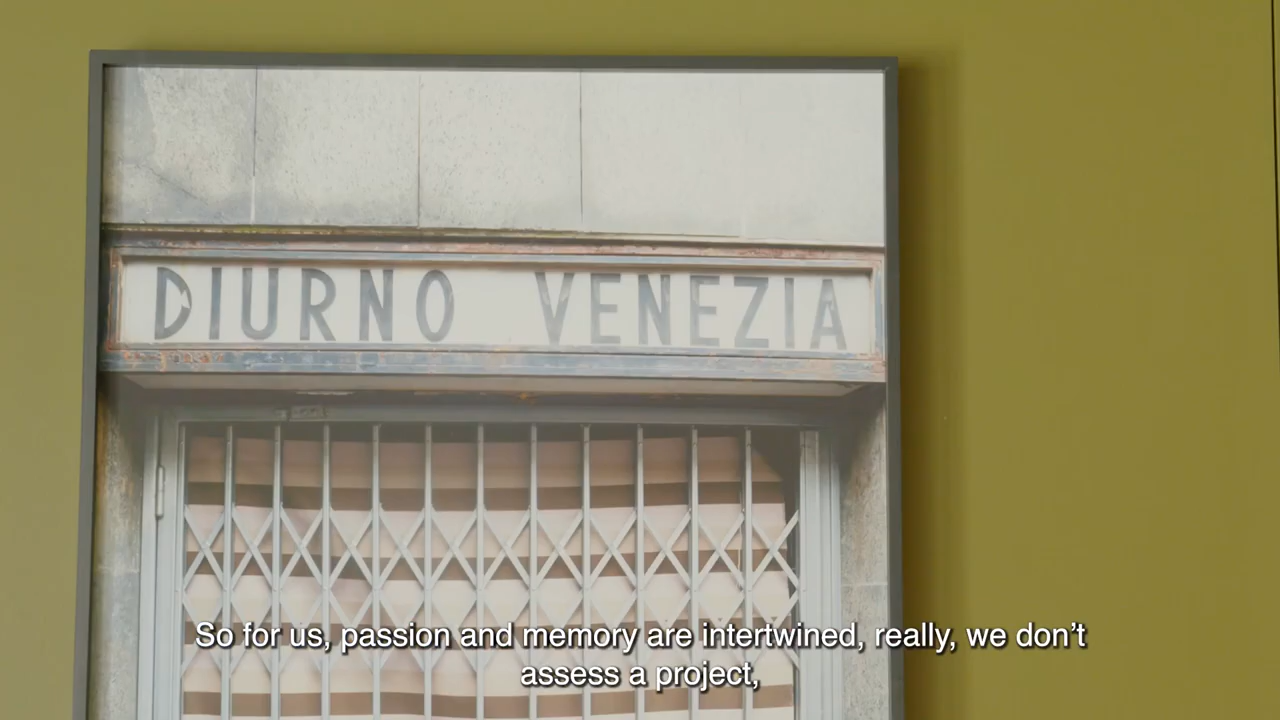 DIURNO VENEZIA
So for us, passion and memory are intertwined, really, we don't
assess a project,